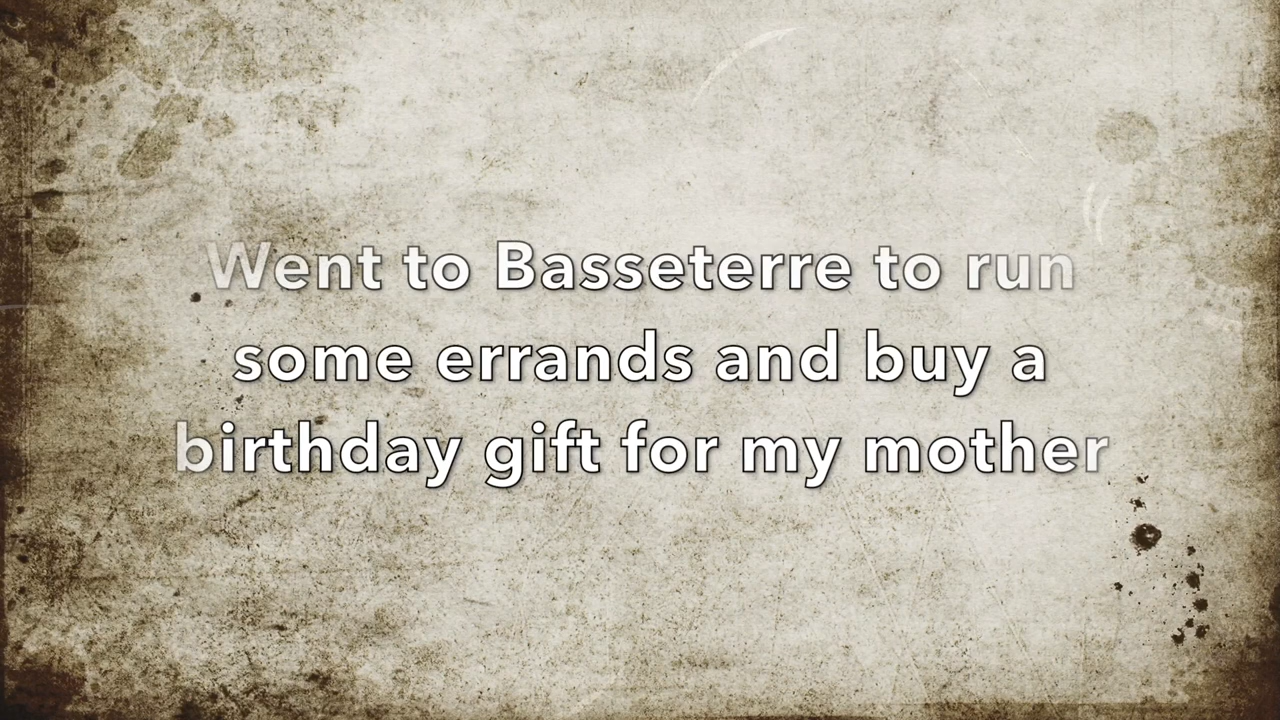 Went to Basseterre to run
some errands and buy a
birthday gift for my mother